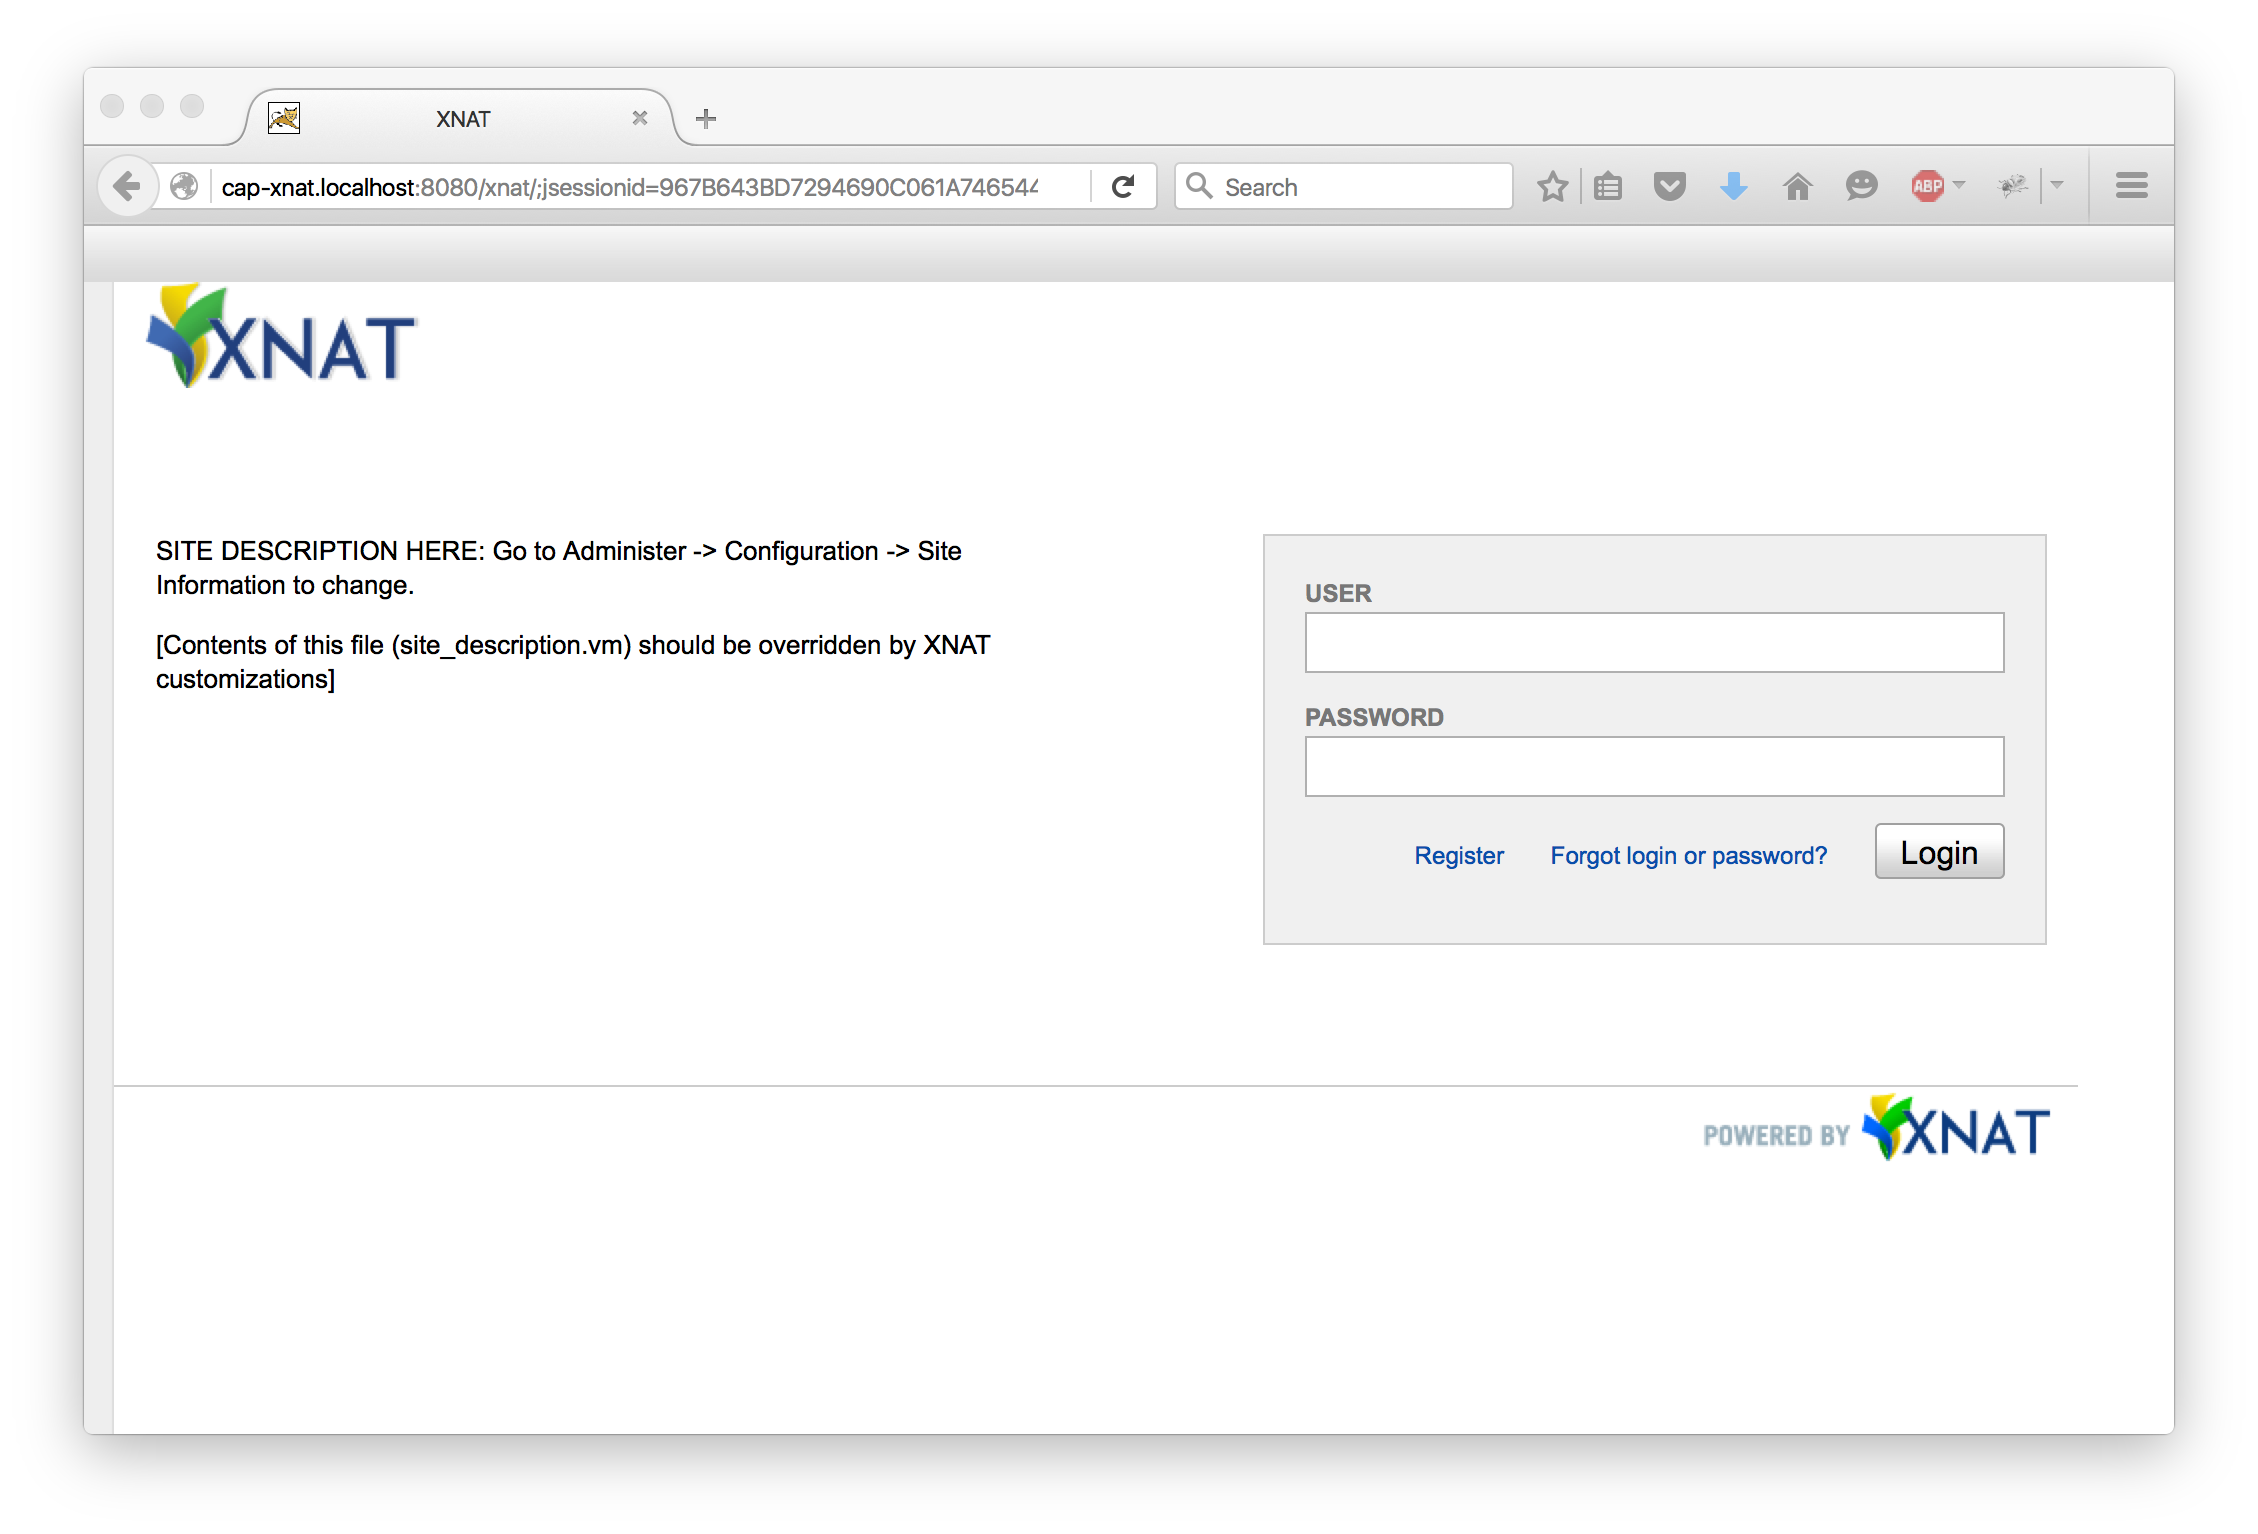 XNAT
cap-xnat.localhost:8080/xnat/;jsessionid=967B643BD7294690C061A746544
Search
ABP
XNAT
SITE DESCRIPTION HERE: Go to Administer -> Configuration -> Site
Information to change.
[Contents of this file (site_description.vm) should be overridden by XNAT
customizations]
USER
PASSWORD
Register
Forgot login or password?
Login
POWERED BY XNAT